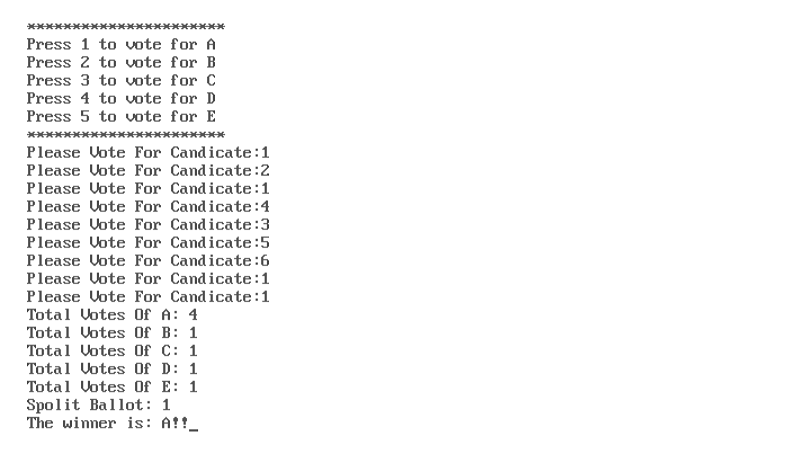 **********************
Press 1 to vote for A
Press 2 to vote for B
Press 3 to vote for C
Press 4 to vote for D
Press 5 to vote for E
**********************
Please Vote For Candicate:1
Please Vote For Candicate:2
Please Vote For Candicate:1
Please Vote For Candicate:4
Please Vote For Candicate:3
Please Vote For Candicate:5
Please Vote For Candicate:6
Please Vote For Candicate:1
Please Vote For Candicate:1
Total Votes Of A: 4
Total Votes Of B: 1
Total Votes Of C: 1
Total Votes Of D: 1
Total Votes Of E: 1
Spolit Ballot: 1
The winner is: A!!_